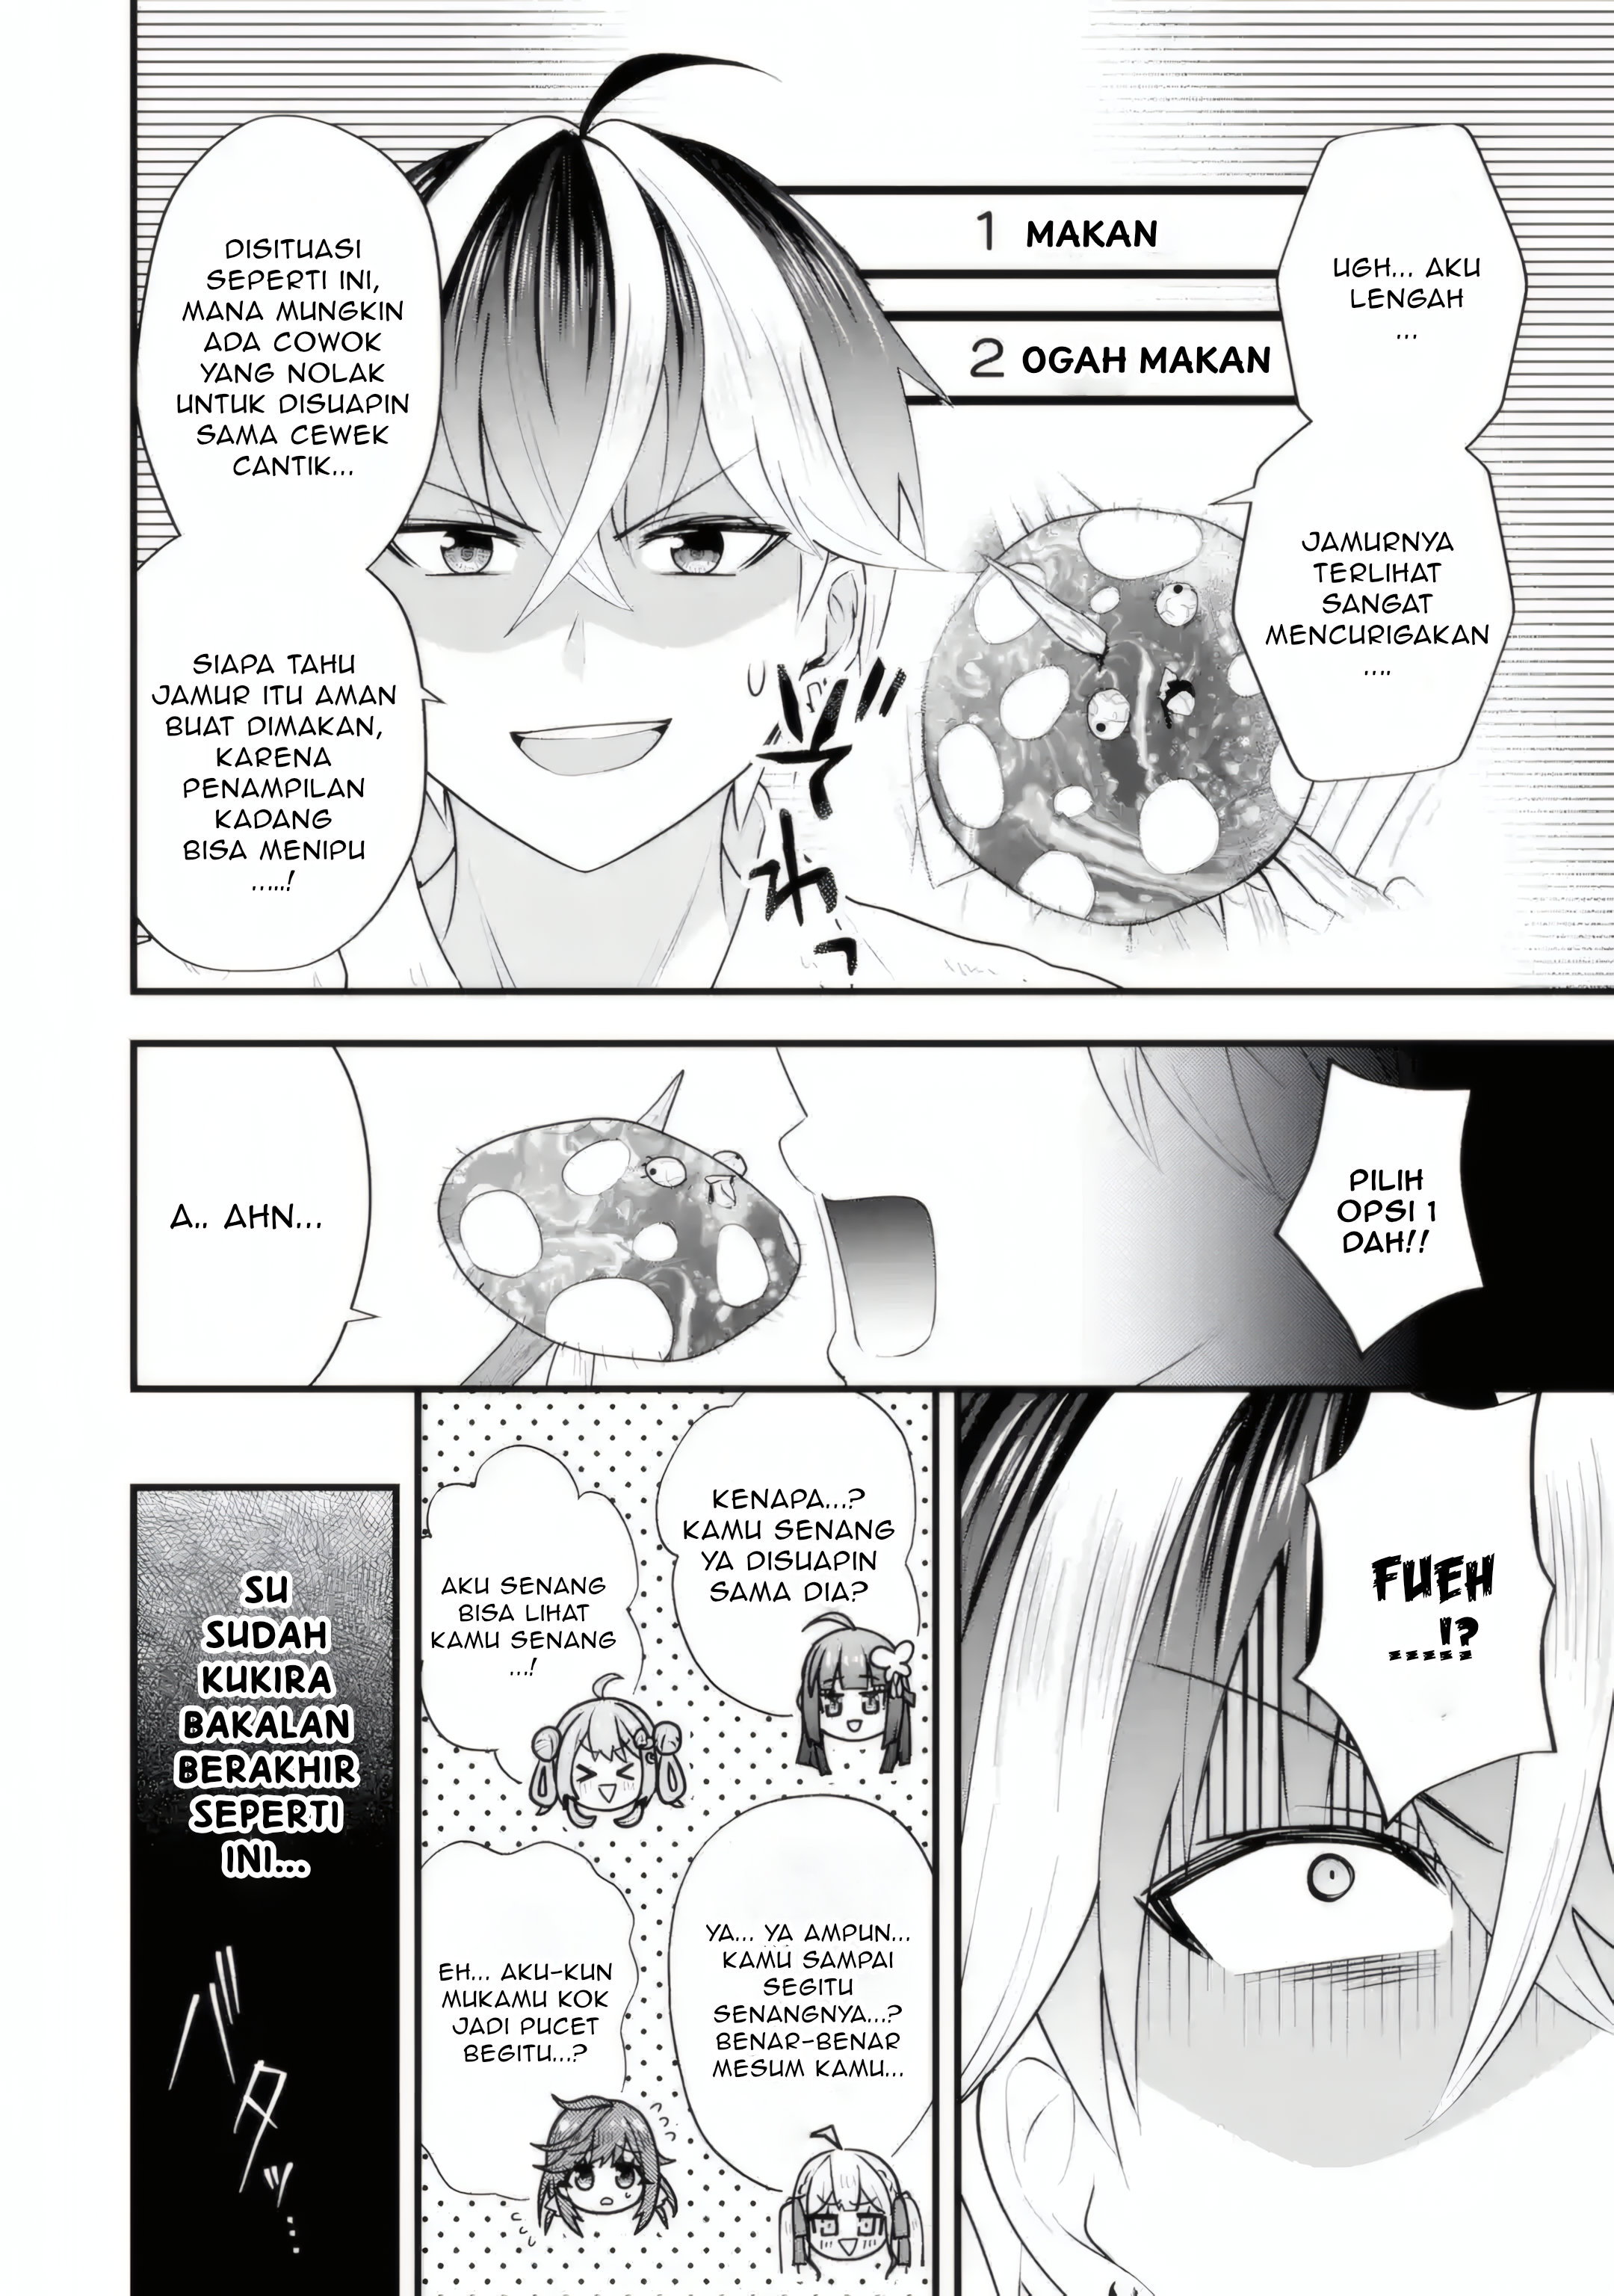 UGH... AKU
LENGAH
...
JAMURNYA
TERLIHAT
SANGAT
MENCURIGAKAN
....
1 MAKAN
2 OGAH MAKAN
DISITUASI
SEPERTI INI,
MANA MUNGKIN
ADA COWOK
YANG NOLAK
UNTUK DISUAPIN
SAMA CEWEK
CANTIK...
SIAPA TAHU
JAMUR ITU AMAN
BUAT DIMAKAN,
KARENA
PENAMPILAN
KADANG
BISA MENIPU
.....!
PILIH
OPSI 1
DAH!!
A.. AHN...
FUEH
....!?
KENAPA...?
KAMU SENANG
YA DISUAPIN
SAMA DIA?
AKU SENANG
BISA LIHAT
KAMU SENANG
...!
YA... YA AMPUN...
KAMU SAMPAI
SEGITU
SENANGNYA...?
BENAR-BENAR
MESUM KAMU...
EH... AKU-KUN
MUKAMU KOK
JADI PUCET
BEGITU...?
SU
SUDAH
KUKIRA
BAKALAN
BERAKHIR
SEPERTI
INI...
バタッ…